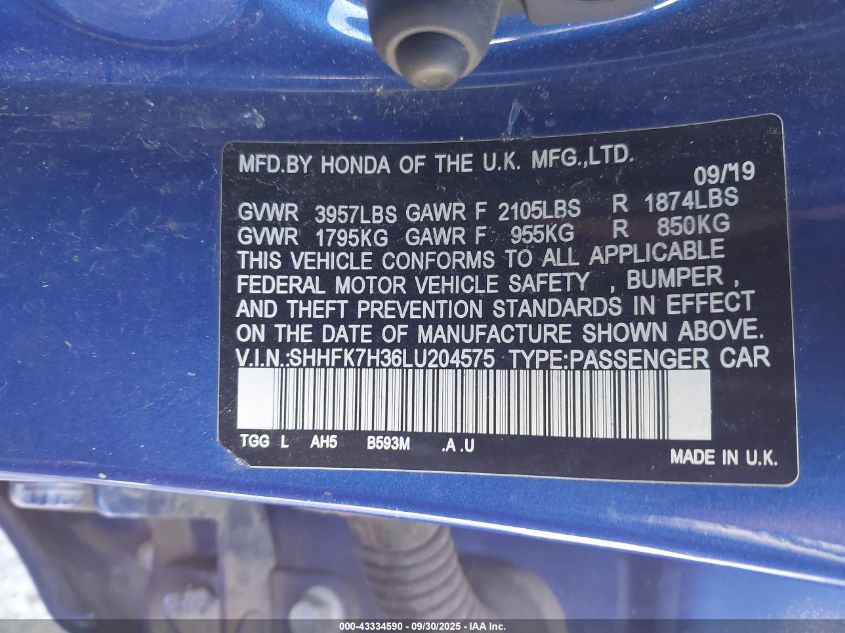 MFD.BY HONDA OF THE U.K. MFG.,LTD.
09/19
GVWR 3957LBS GAWR F 2105LBS R 1874LBS
GVWR 1795KG GAWR F 955KG R 850KG
THIS VEHICLE CONFORMS TO ALL APPLICABLE
FEDERAL MOTOR VEHICLE SAFETY , BUMPER ,
AND THEFT PREVENTION STANDARDS IN EFFECT
ON THE DATE OF MANUFACTURE SHOWN ABOVE.
V.I.N.:SHHFK7H36LU204575 TYPE:PASSENGER CAR
TGG L AH5 B593M .A .U
MADE IN U.K.
000-43334590 - 09/30/2025 - IAA Inc.